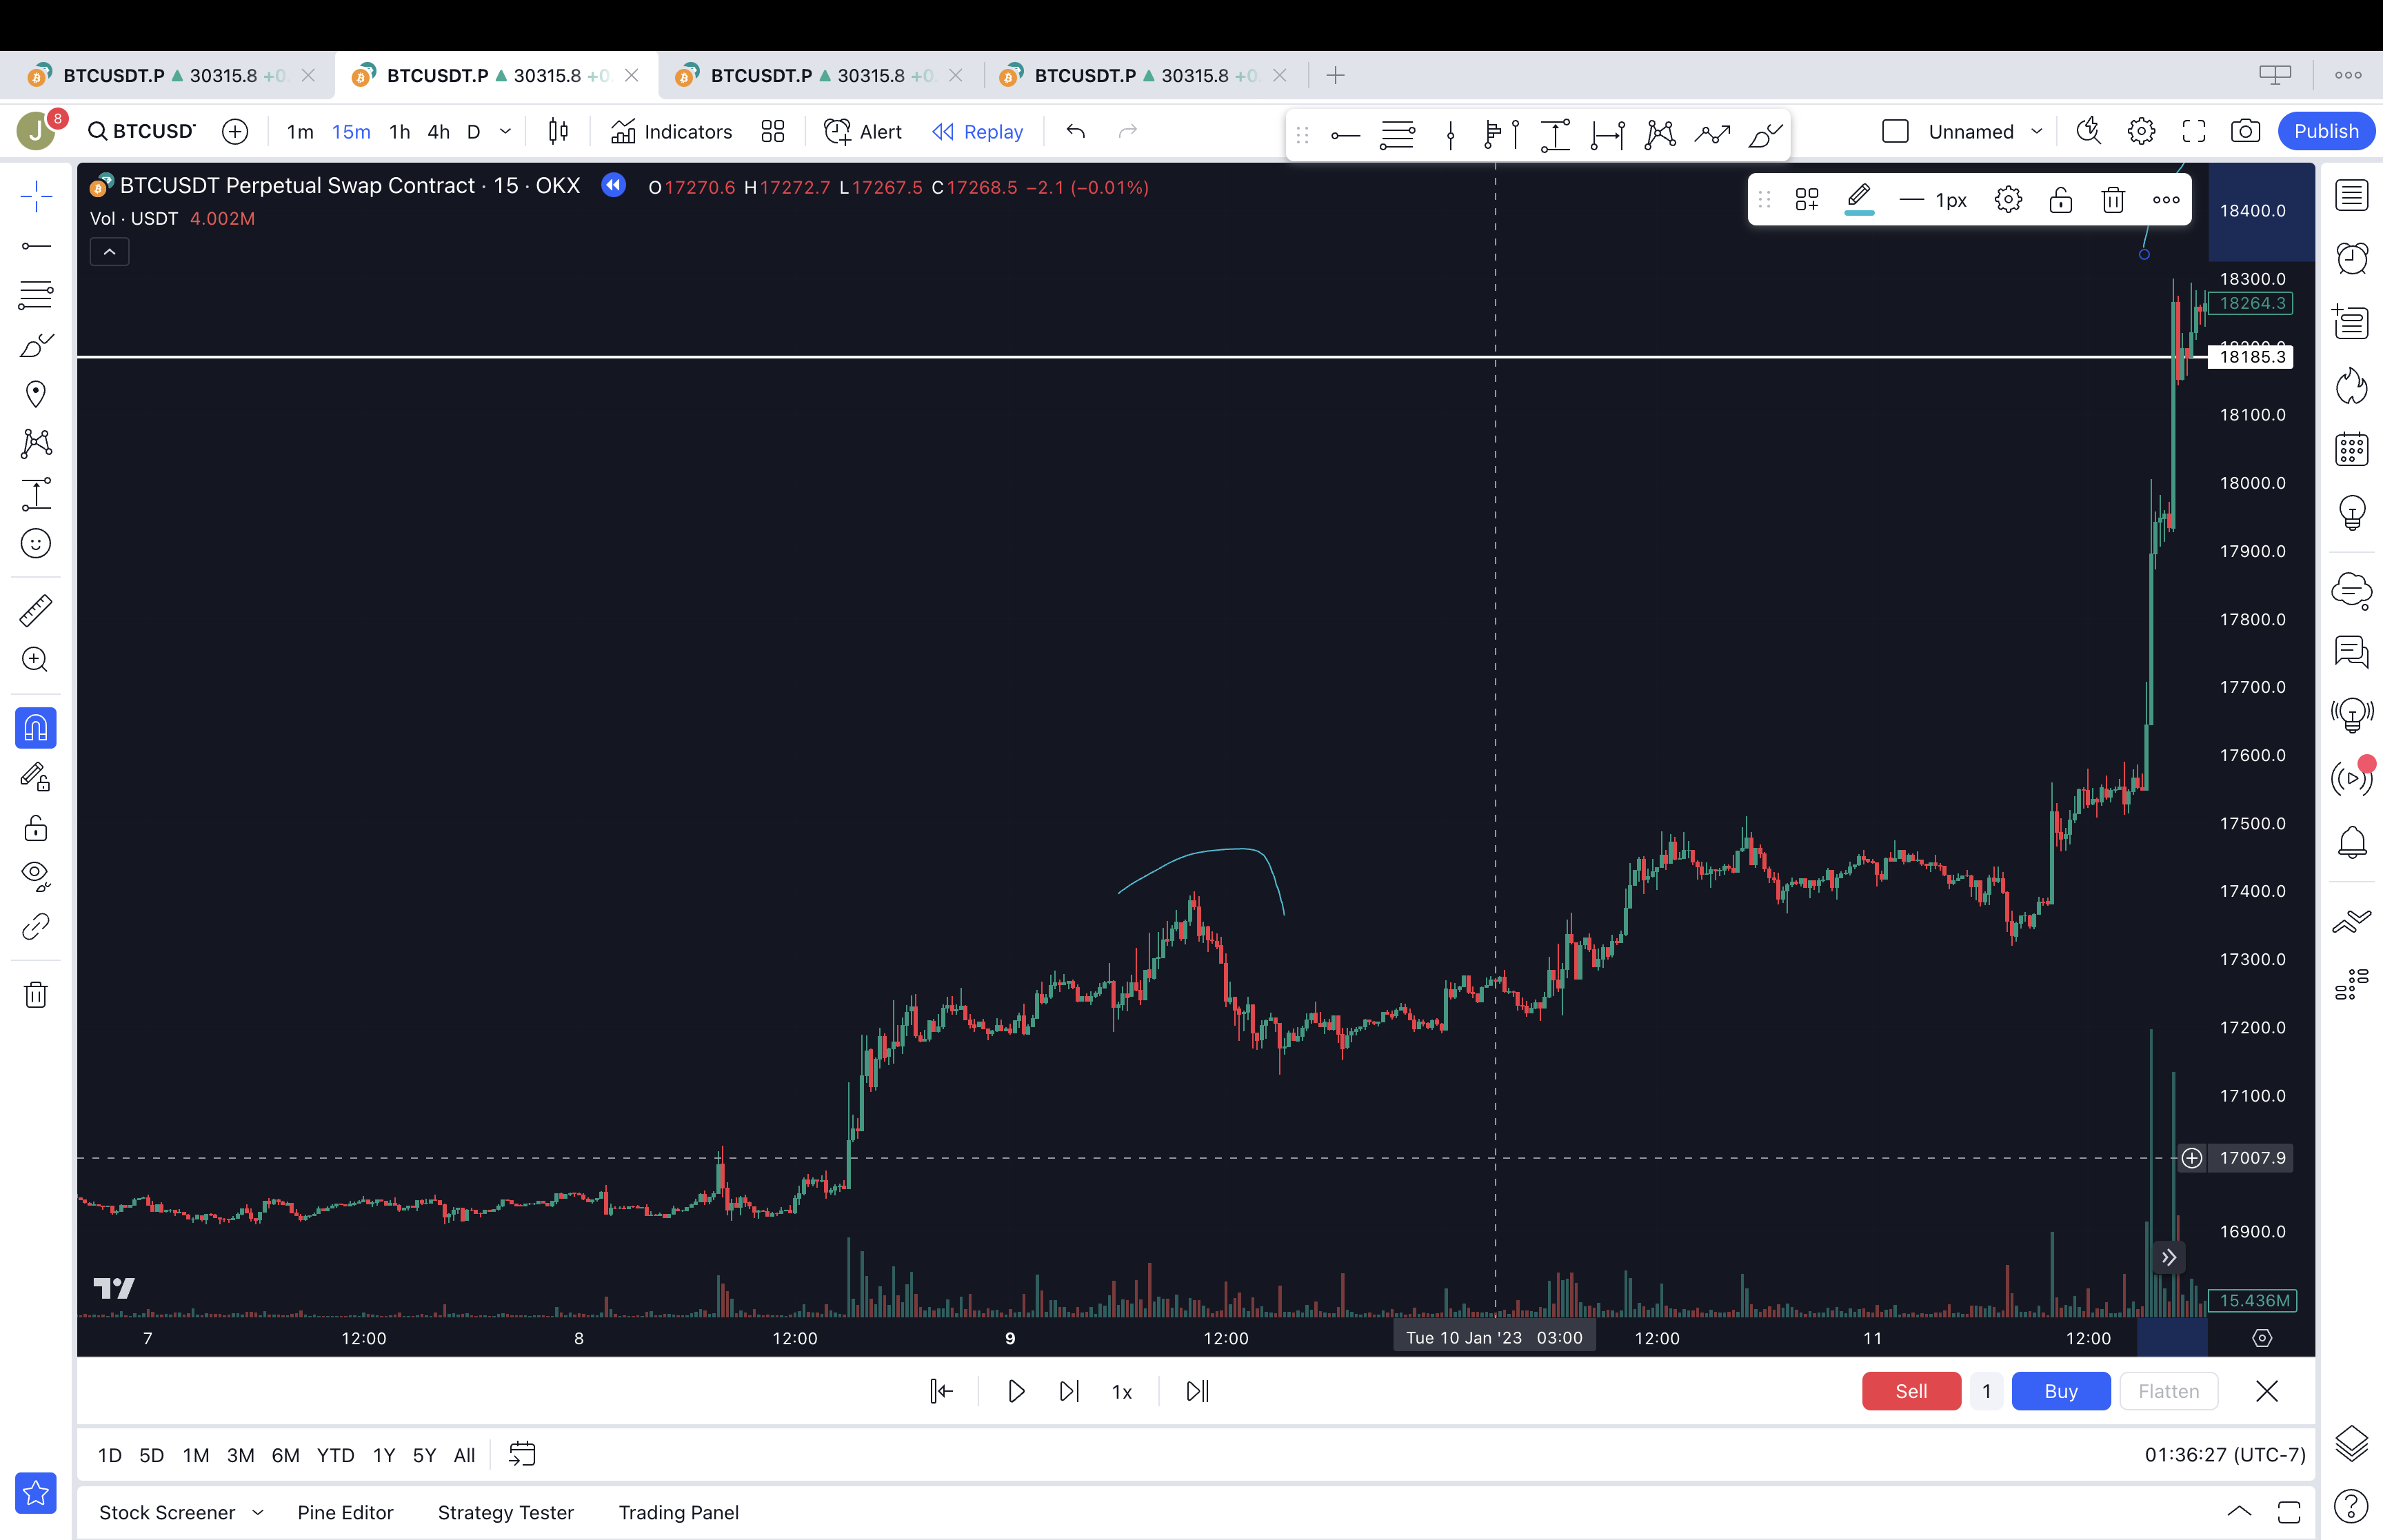 BTCUSDT.P 30315.8 +0. BTCUSDT.P 30315.8 +0. BTCUSDT.P 30315.8 +0. BTCUSDT.P 30315.8 +0.
J 8 BTCUSD 1m 15m 1h 4h D Indicators Alert Replay Unnamed Publish
BTCUSDT Perpetual Swap Contract · 15 · OKX O17270.6 H17272.7 L17267.5 C17268.5 −2.1 (−0.01%)
1px
Vol · USDT 4.002M
18400.0
18300.0
18264.3
18185.3
18100.0
18000.0
17900.0
17800.0
17700.0
17600.0
17500.0
17400.0
17300.0
17200.0
17100.0
17007.9
16900.0
15.436M
7 12:00 8 12:00 9 12:00 Tue 10 Jan '23 03:00 12:00 11 12:00
1x Sell 1 Buy Flatten
1D 5D 1M 3M 6M YTD 1Y 5Y All 01:36:27 (UTC-7)
Stock Screener Pine Editor Strategy Tester Trading Panel